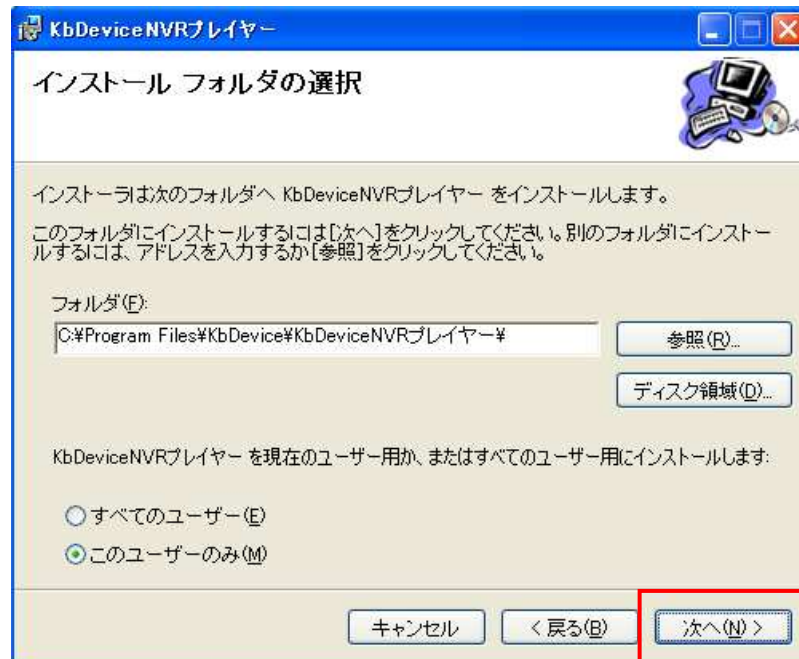 KbDeviceNVRプレイヤー
インストール フォルダの選択
インストーラは次のフォルダへ KbDeviceNVRプレイヤー をインストールします。
このフォルダにインストールするには[次へ]をクリックしてください。別のフォルダにインストー
ルするには、アドレスを入力するか[参照]をクリックしてください。
フォルダ(F):
C:¥Program Files¥KbDevice¥KbDeviceNVRプレイヤー¥
参照(R)...
ディスク領域(D)...
KbDeviceNVRプレイヤー を現在のユーザー用か、またはすべてのユーザー用にインストールします:
すべてのユーザー(E)
このユーザーのみ(M)
キャンセル
< 戻る(B)
次へ(N) >